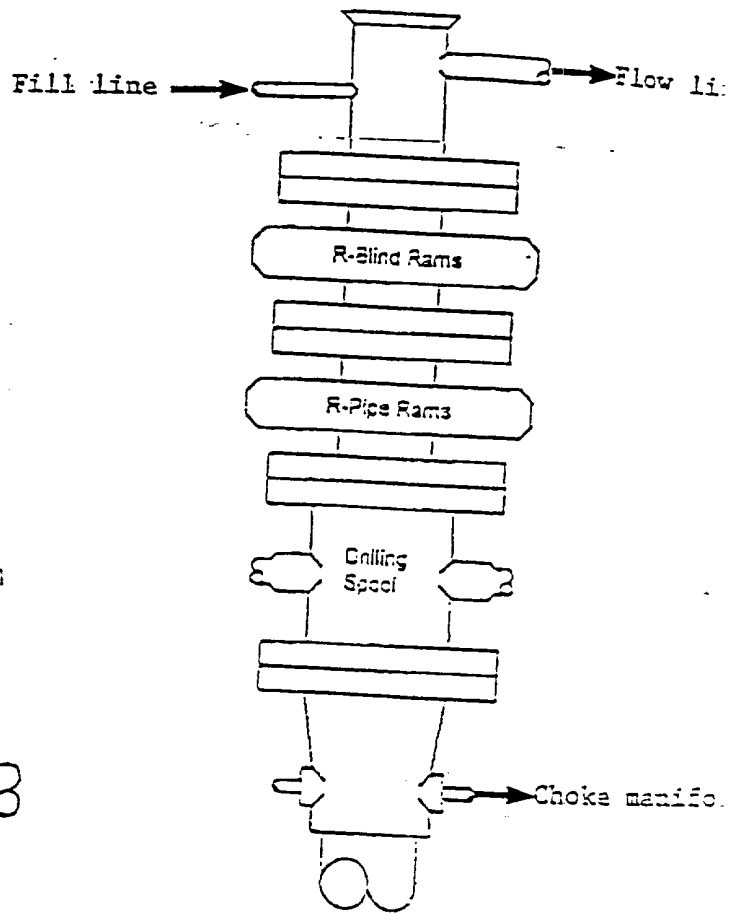 Fill line
Flow li
R-Blind Rams
R-Pipe Rams
Drilling
Spool
Choke manifo